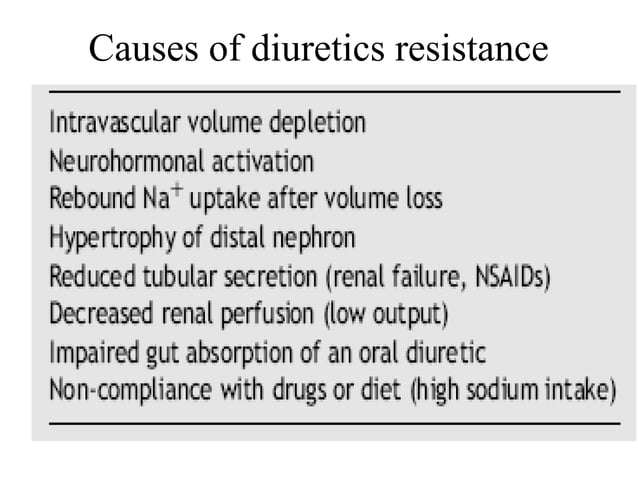 Causes of diuretics resistance
Intravascular volume depletion
Neurohormonal activation
Rebound Na⁺ uptake after volume loss
Hypertrophy of distal nephron
Reduced tubular secretion (renal failure, NSAIDs)
Decreased renal perfusion (low output)
Impaired gut absorption of an oral diuretic
Non-compliance with drugs or diet (high sodium intake)